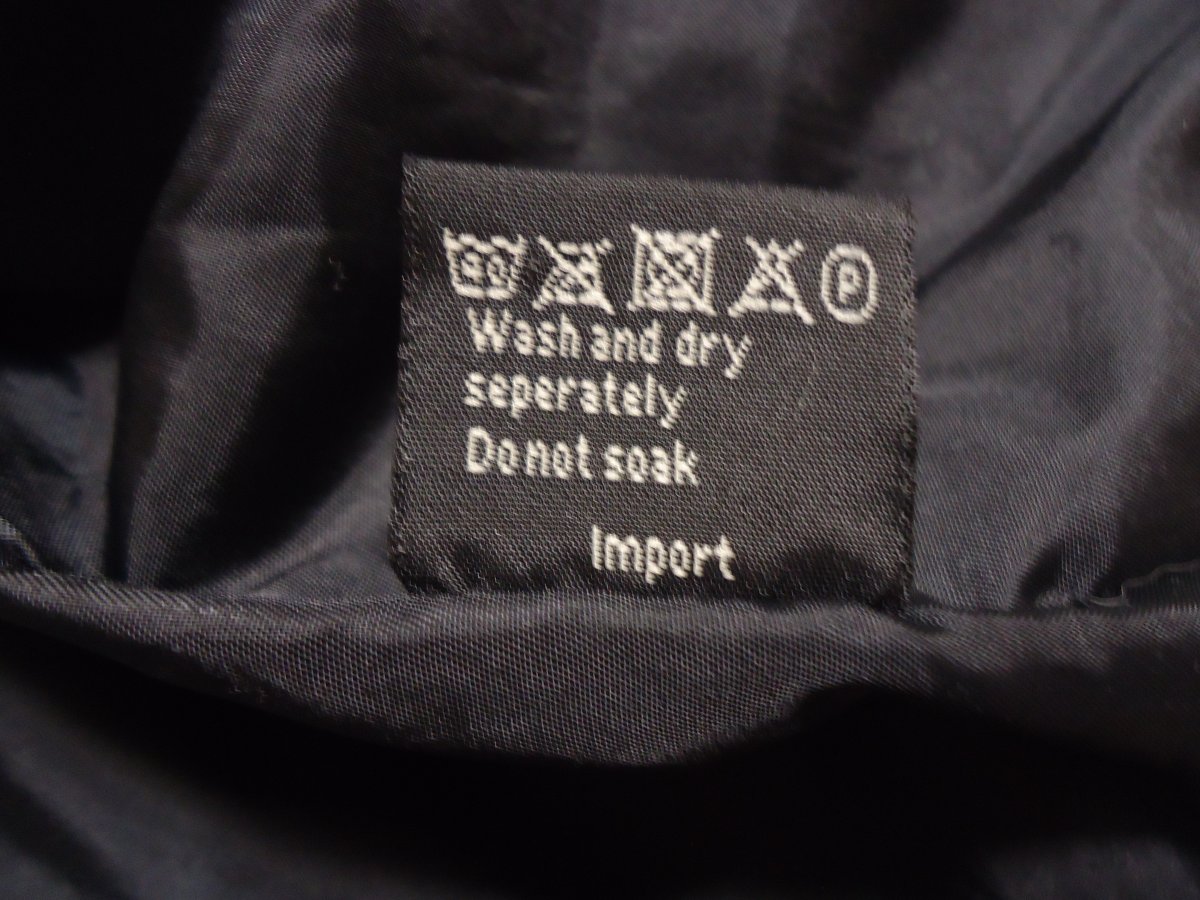 Wash and dry
seperately
Do not soak
Import